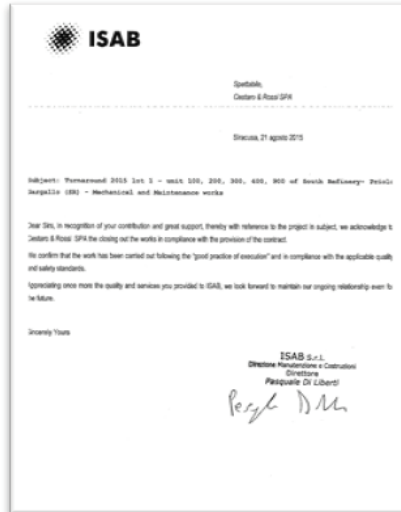 ISAB
Spettabile,
Cestaro & Rossi SPA
Siracusa, 21 agosto 2015
Subject: Turnaround 2015 lot 1 - unit 100, 200, 300, 600, 900 of South Refinery- Priolo
Gargallo (SR) - Mechanical and Maintenance works
Dear Sirs, in recognition of your contribution and great support, thereby with reference to the project in subject, we acknowledge to
Cestaro & Rossi SPA the closing out the works in compliance with the provision of the contract.
We confirm that the work has been carried out following the "good practice of execution" and in compliance with the applicable quality
and safety standards.
Appreciating once more the quality and services you provided to ISAB, we look forward to maintain our ongoing relationship even for
the future.
Sincerely Yours
ISAB S.r.l.
Direzione Manutenzione e Costruzioni
Direttore
Pasquale Di Liberti